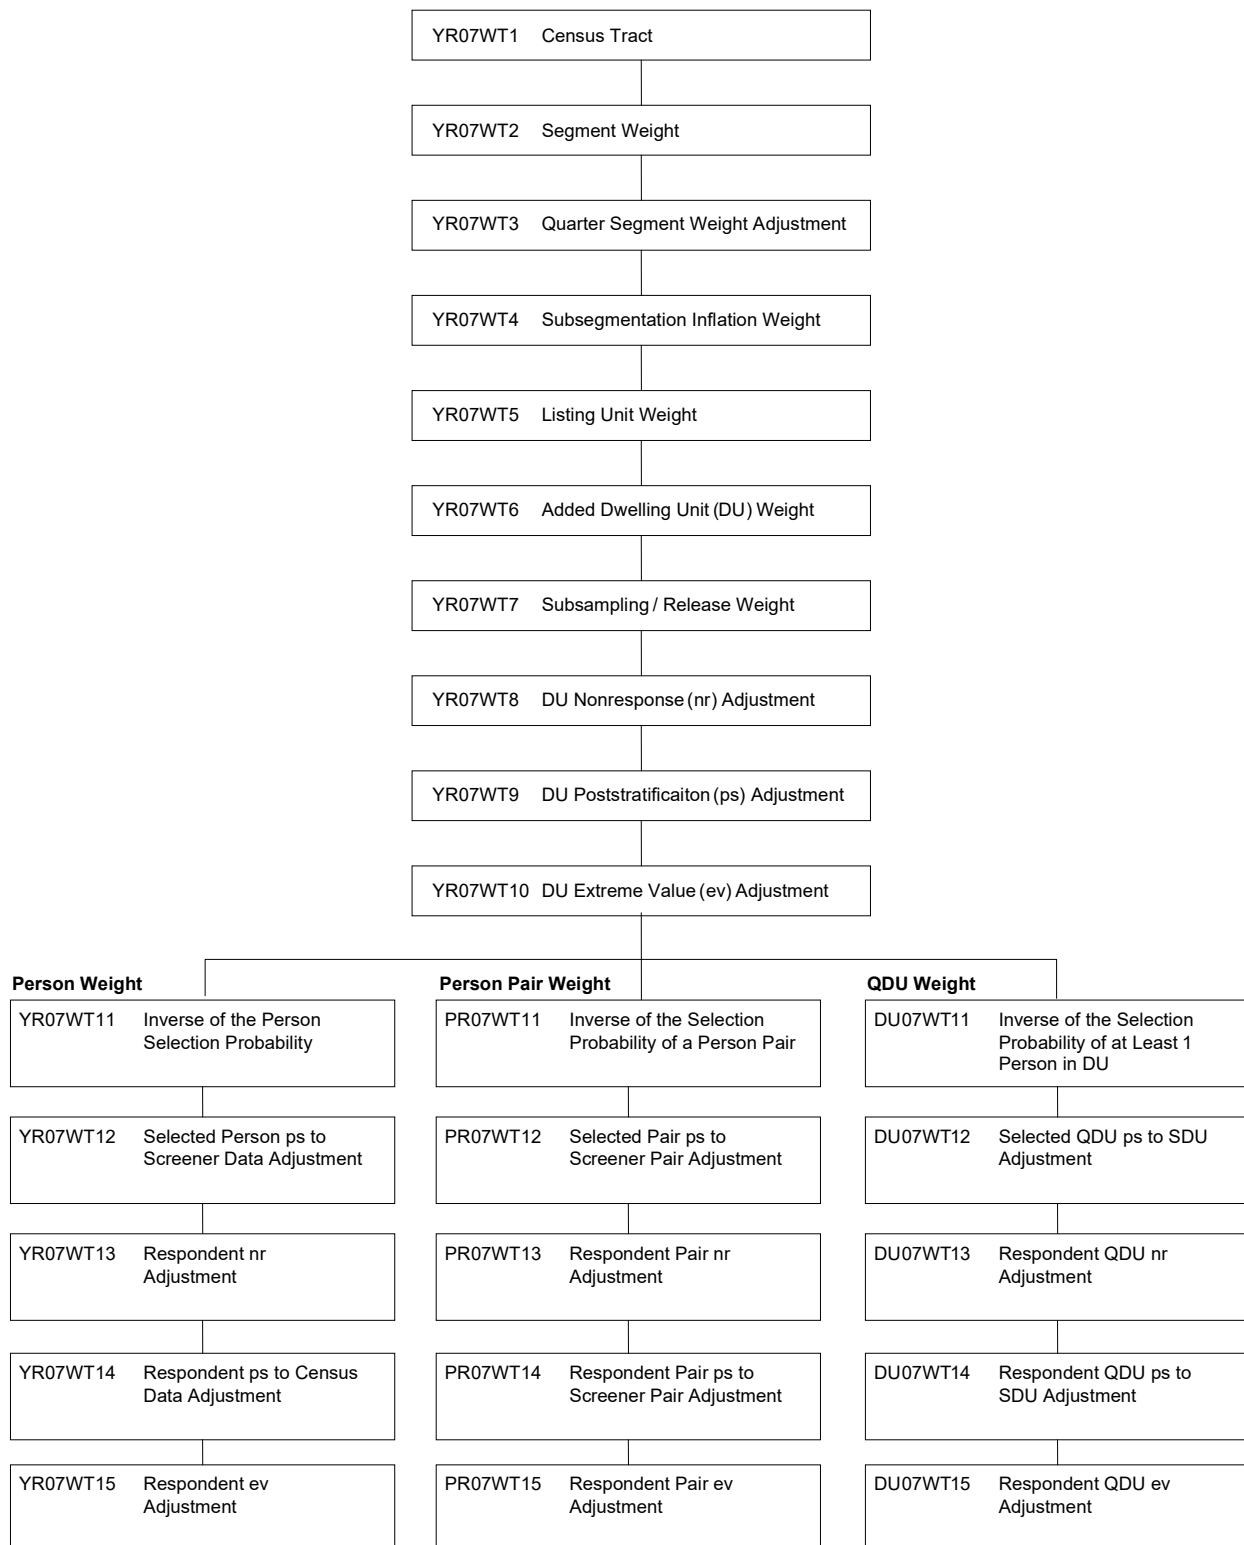 YR07WT1 Census Tract
YR07WT2 Segment Weight
YR07WT3 Quarter Segment Weight Adjustment
YR07WT4 Subsegmentation Inflation Weight
YR07WT5 Listing Unit Weight
YR07WT6 Added Dwelling Unit (DU) Weight
YR07WT7 Subsampling / Release Weight
YR07WT8 DU Nonresponse (nr) Adjustment
YR07WT9 DU Poststratificaiton (ps) Adjustment
YR07WT10 DU Extreme Value (ev) Adjustment
Person Weight
YR07WT11 Inverse of the Person
Selection Probability
YR07WT12 Selected Person ps to
Screener Data Adjustment
YR07WT13 Respondent nr
Adjustment
YR07WT14 Respondent ps to Census
Data Adjustment
YR07WT15 Respondent ev
Adjustment
Person Pair Weight
PR07WT11 Inverse of the Selection
Probability of a Person Pair
PR07WT12 Selected Pair ps to
Screener Pair Adjustment
PR07WT13 Respondent Pair nr
Adjustment
PR07WT14 Respondent Pair ps to
Screener Pair Adjustment
PR07WT15 Respondent Pair ev
Adjustment
QDU Weight
DU07WT11 Inverse of the Selection
Probability of at Least 1
Person in DU
DU07WT12 Selected QDU ps to SDU
Adjustment
DU07WT13 Respondent QDU nr
Adjustment
DU07WT14 Respondent QDU ps to
SDU Adjustment
DU07WT15 Respondent QDU ev
Adjustment